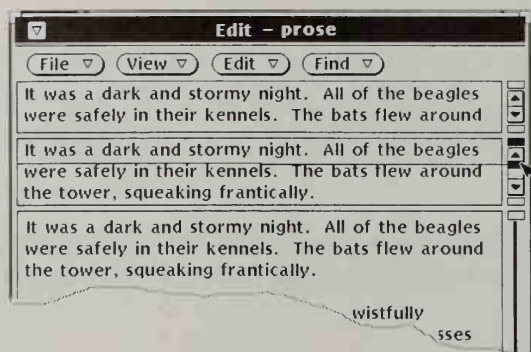 Edit – prose
File View Edit Find
It was a dark and stormy night. All of the beagles
were safely in their kennels. The bats flew around
It was a dark and stormy night. All of the beagles
were safely in their kennels. The bats flew around
the tower, squeaking frantically.
It was a dark and stormy night. All of the beagles
were safely in their kennels. The bats flew around
the tower, squeaking frantically.
wistfully
sses